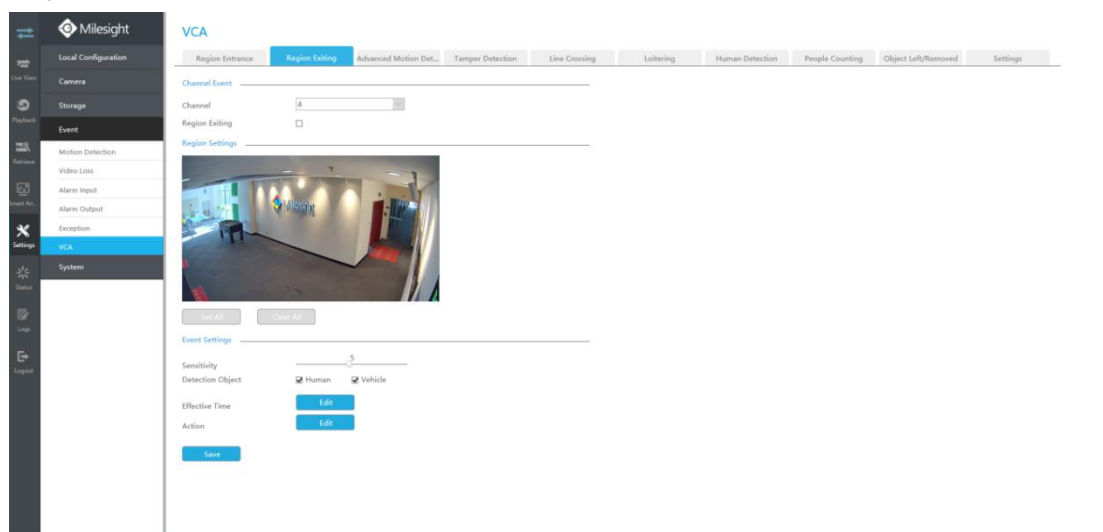 Milesight
Live View
Playback
Retrieve
Smart An...
Settings
Status
Logs
Logout
Local Configuration
Camera
Storage
Event
Motion Detection
Video Loss
Alarm Input
Alarm Output
Exception
VCA
System
VCA
Region Entrance
Region Exiting
Advanced Motion Det...
Tamper Detection
Line Crossing
Loitering
Human Detection
People Counting
Object Left/Removed
Settings
Channel Event
Channel 4
Region Exiting
Region Settings
Milesight
Set All Clear All
Event Settings
Sensitivity 5
Detection Object Human Vehicle
Effective Time Edit
Action Edit
Save